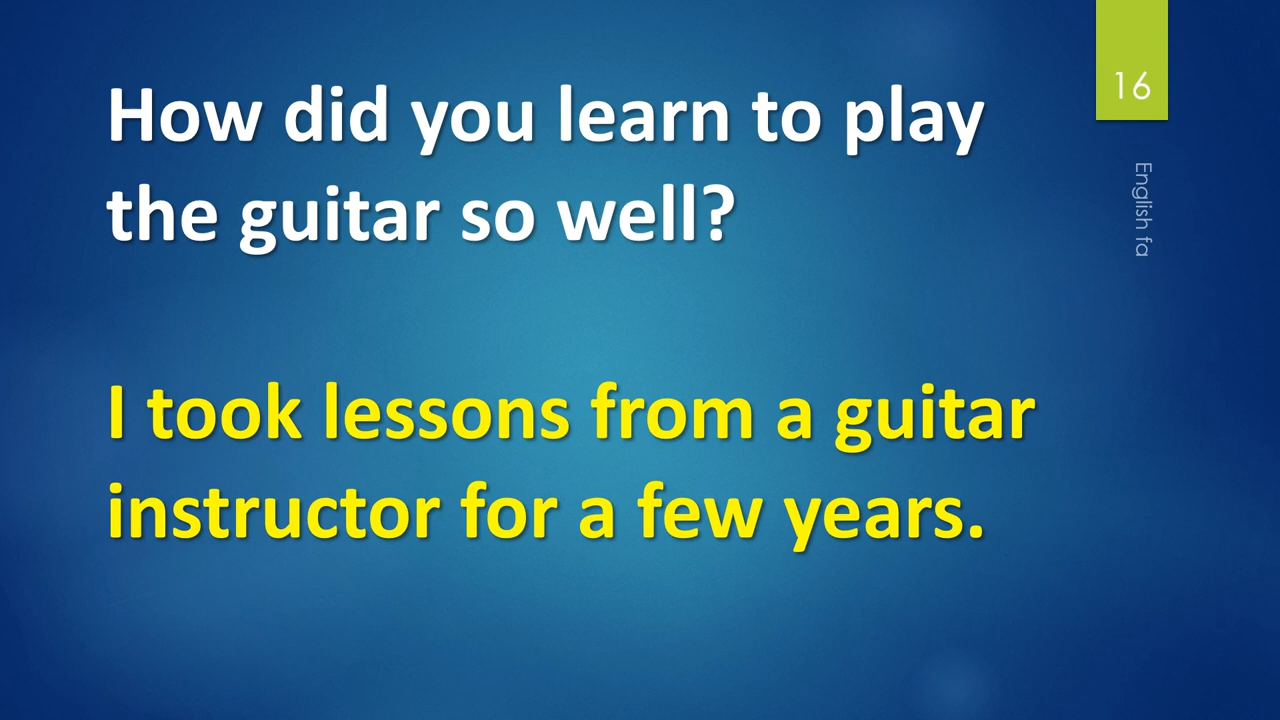 How did you learn to play
the guitar so well?
I took lessons from a guitar
instructor for a few years.
16
English fa